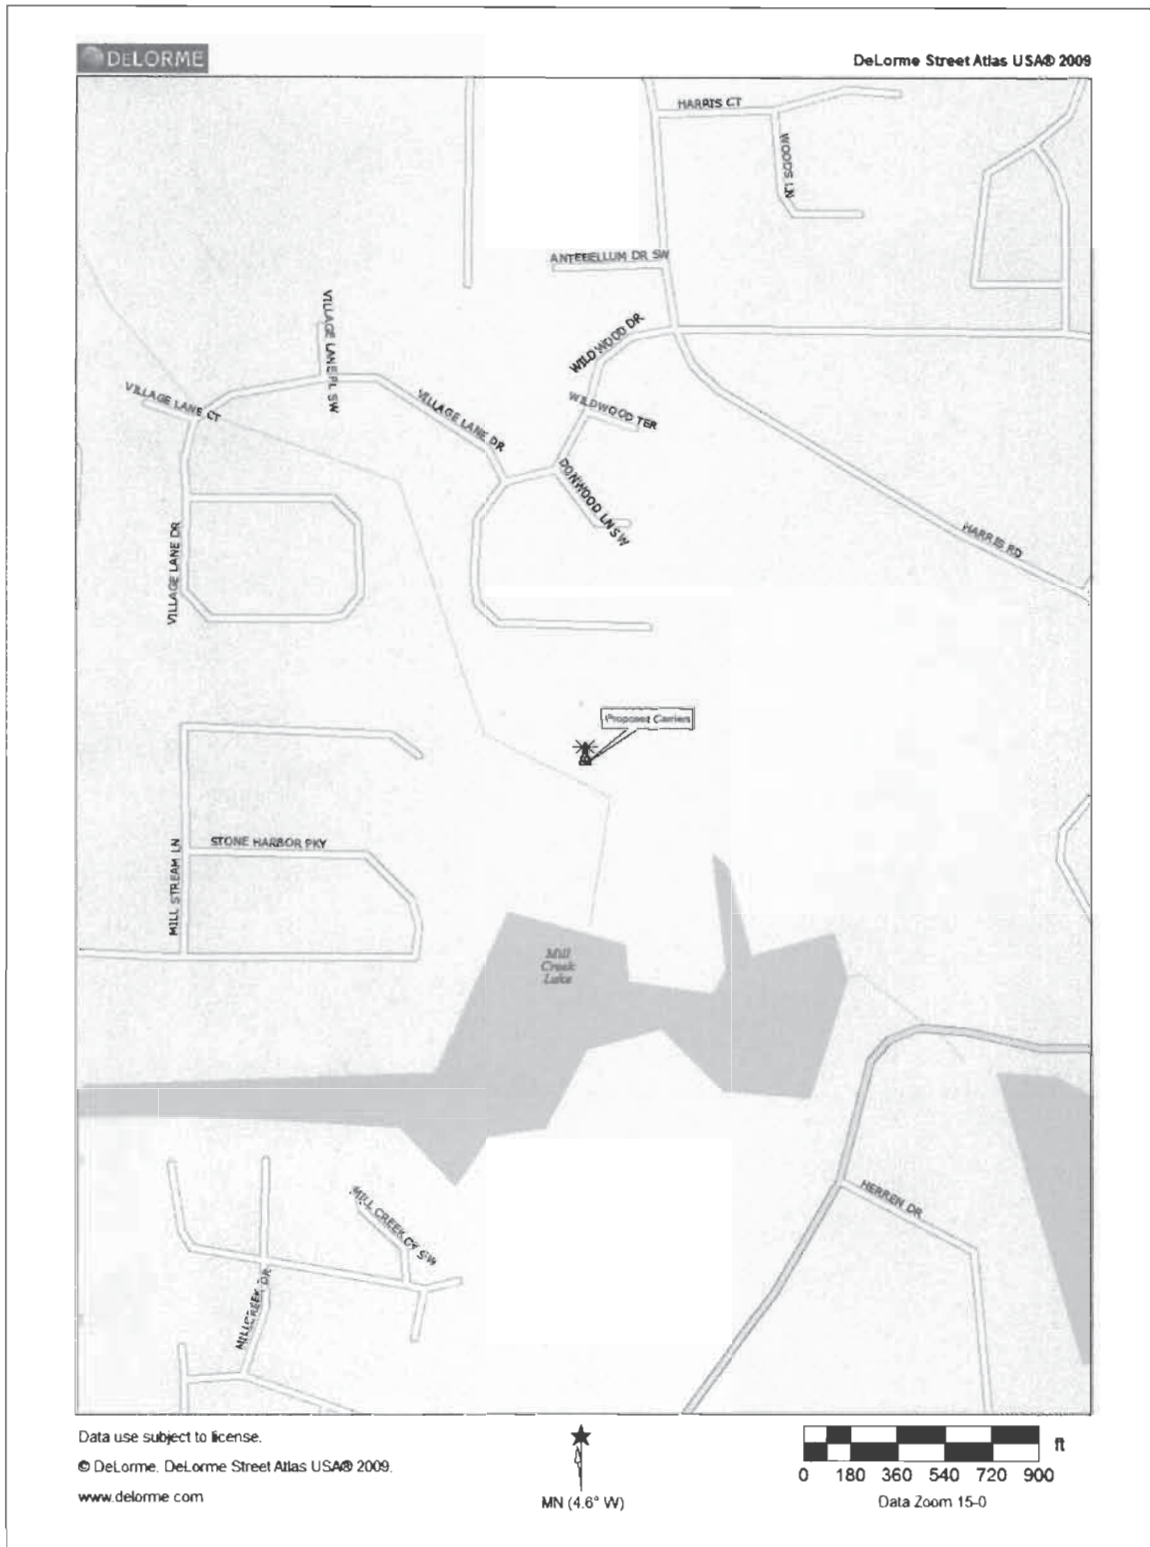 DELORME
DeLorme Street Atlas USA® 2009
HARRIS CT
WOODS LN
ANTEBELLUM DR SW
VILLAGE LANE PL SW
WILDWOOD DR
VILLAGE LANE CT
VILLAGE LANE DR
WILDWOOD TER
DONWOOD LN SW
VILLAGE LANE DR
HARRIS RD
Proposed Carriers
STONE HARBOR PKY
MILL STREAM LN
Mill
Creek
Lake
HERREN DR
MILL CREEK CV SW
MILLCREEK DR
Data use subject to license.
© DeLorme. DeLorme Street Atlas USA® 2009.
www.delorme.com
MN (4.6° W)
ft
0 180 360 540 720 900
Data Zoom 15-0